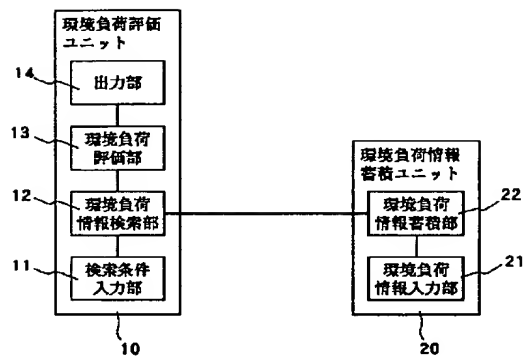 環境負荷評価
ユニット
14
出力部
13
環境負荷
評価部
12
環境負荷
情報検索部
11
検索条件
入力部
10
環境負荷情報
蓄積ユニット
環境負荷
情報蓄積部
22
環境負荷
情報入力部
21
20